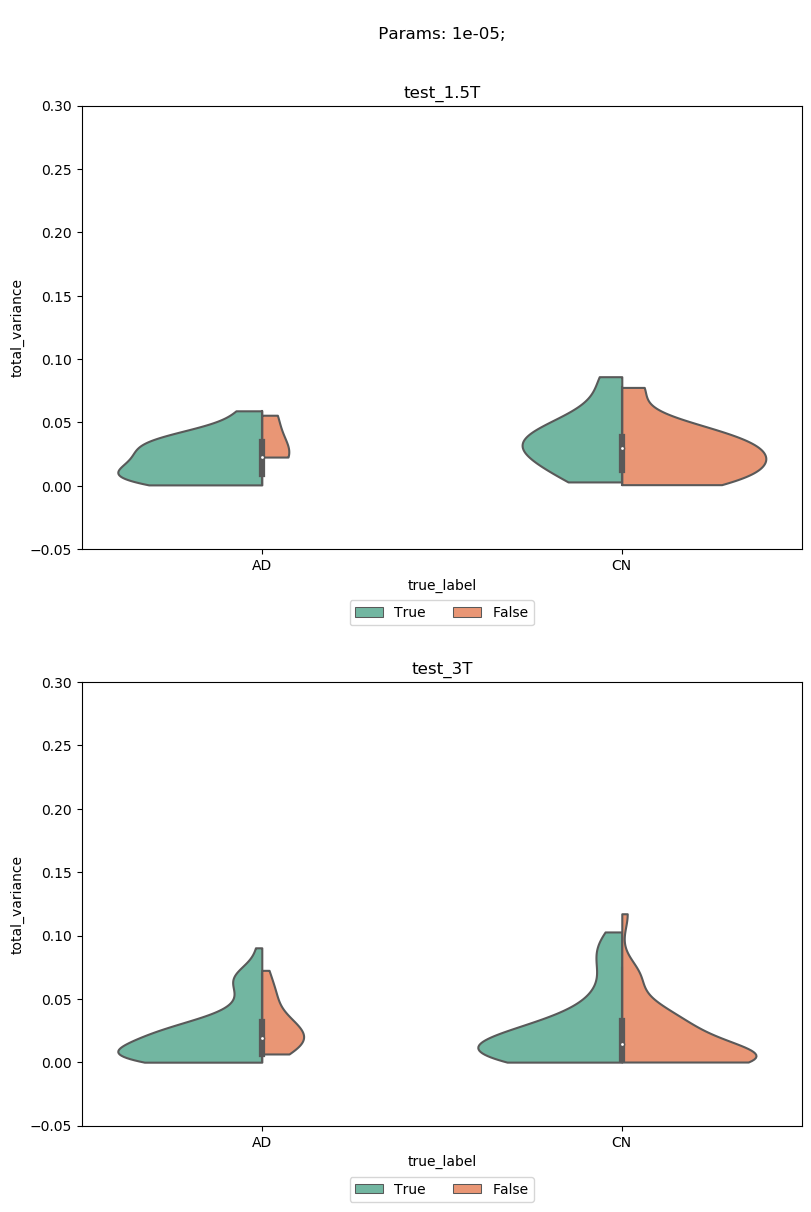 Params: 1e-05;
test_1.5T
0.30
0.25
0.20
0.15
0.10
0.05
0.00
−0.05
total_variance
AD
CN
true_label
True
False
test_3T
0.30
0.25
0.20
0.15
0.10
0.05
0.00
−0.05
total_variance
AD
CN
true_label
True
False